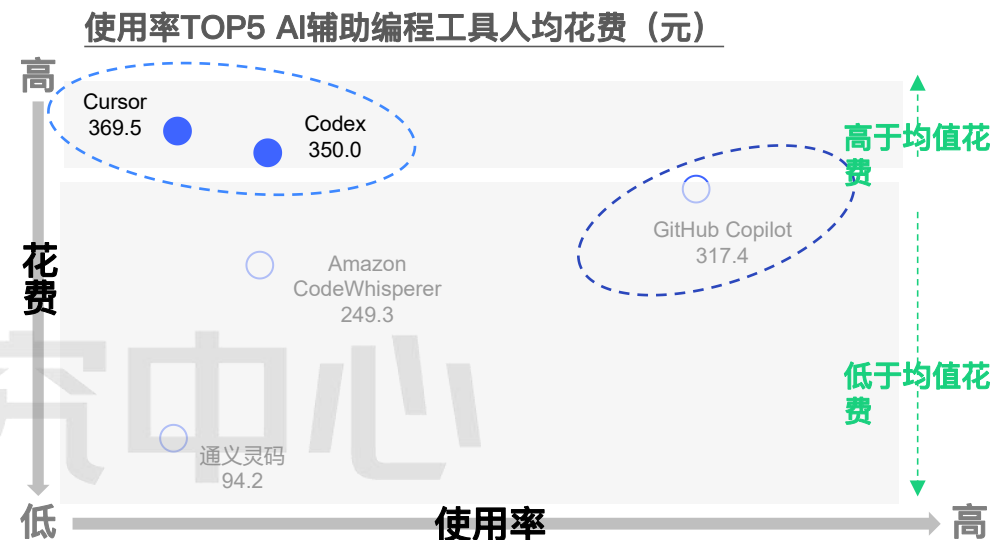 使用率TOP5 AI辅助编程工具人均花费（元）
高
Cursor
369.5
Codex
350.0
高于均值花
费
GitHub Copilot
317.4
花
费
Amazon
CodeWhisperer
249.3
究中心
低于均值花
费
通义灵码
94.2
低
使用率
高